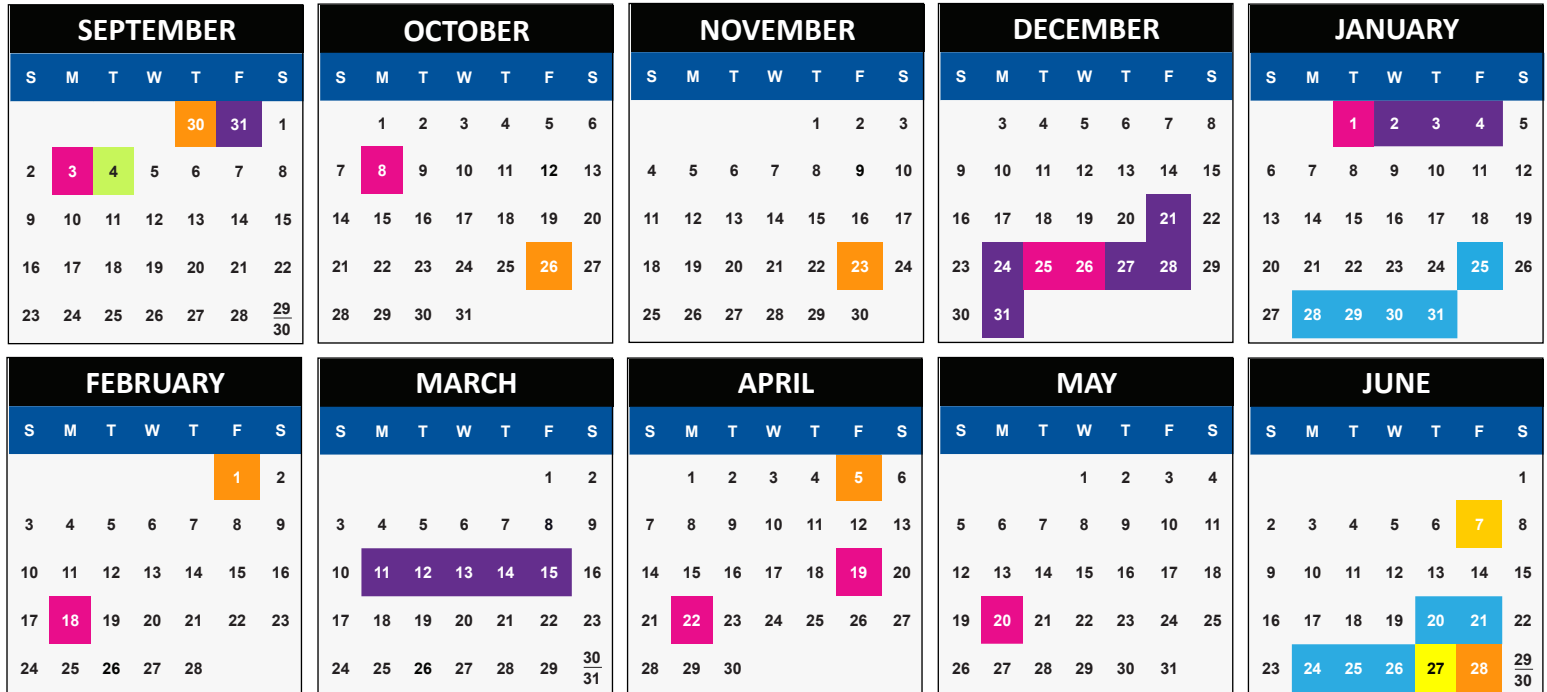 SEPTEMBER
S M T W T F S
30 31 1
2 3 4 5 6 7 8
9 10 11 12 13 14 15
16 17 18 19 20 21 22
23 24 25 26 27 28 29
30
OCTOBER
S M T W T F S
1 2 3 4 5 6
7 8 9 10 11 12 13
14 15 16 17 18 19 20
21 22 23 24 25 26 27
28 29 30 31
NOVEMBER
S M T W T F S
1 2 3
4 5 6 7 8 9 10
11 12 13 14 15 16 17
18 19 20 21 22 23 24
25 26 27 28 29 30
DECEMBER
S M T W T F S
3 4 5 6 7 8
9 10 11 12 13 14 15
16 17 18 19 20 21 22
23 24 25 26 27 28 29
30 31
JANUARY
S M T W T F S
1 2 3 4 5
6 7 8 9 10 11 12
13 14 15 16 17 18 19
20 21 22 23 24 25 26
27 28 29 30 31
FEBRUARY
S M T W T F S
1 2
3 4 5 6 7 8 9
10 11 12 13 14 15 16
17 18 19 20 21 22 23
24 25 26 27 28
MARCH
S M T W T F S
1 2
3 4 5 6 7 8 9
10 11 12 13 14 15 16
17 18 19 20 21 22 23
24 25 26 27 28 29 30
31
APRIL
S M T W T F S
1 2 3 4 5 6
7 8 9 10 11 12 13
14 15 16 17 18 19 20
21 22 23 24 25 26 27
28 29 30
MAY
S M T W T F S
1 2 3 4
5 6 7 8 9 10 11
12 13 14 15 16 17 18
19 20 21 22 23 24 25
26 27 28 29 30 31
JUNE
S M T W T F S
1
2 3 4 5 6 7 8
9 10 11 12 13 14 15
16 17 18 19 20 21 22
23 24 25 26 27 28 29
30